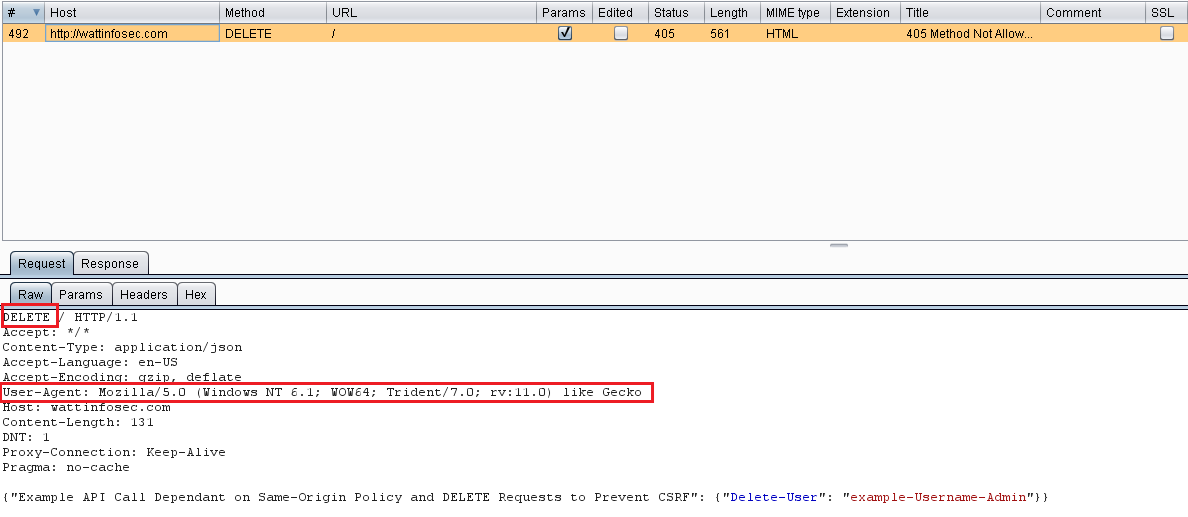 # Host Method URL Params Edited Status Length MIME type Extension Title Comment SSL
492 http://wattinfosec.com DELETE / 405 561 HTML 405 Method Not Allow...
Request Response
Raw Params Headers Hex
DELETE / HTTP/1.1
Accept: */*
Content-Type: application/json
Accept-Language: en-US
Accept-Encoding: gzip, deflate
User-Agent: Mozilla/5.0 (Windows NT 6.1; WOW64; Trident/7.0; rv:11.0) like Gecko
Host: wattinfosec.com
Content-Length: 131
DNT: 1
Proxy-Connection: Keep-Alive
Pragma: no-cache
{"Example API Call Dependant on Same-Origin Policy and DELETE Requests to Prevent CSRF": {"Delete-User": "example-Username-Admin"}}